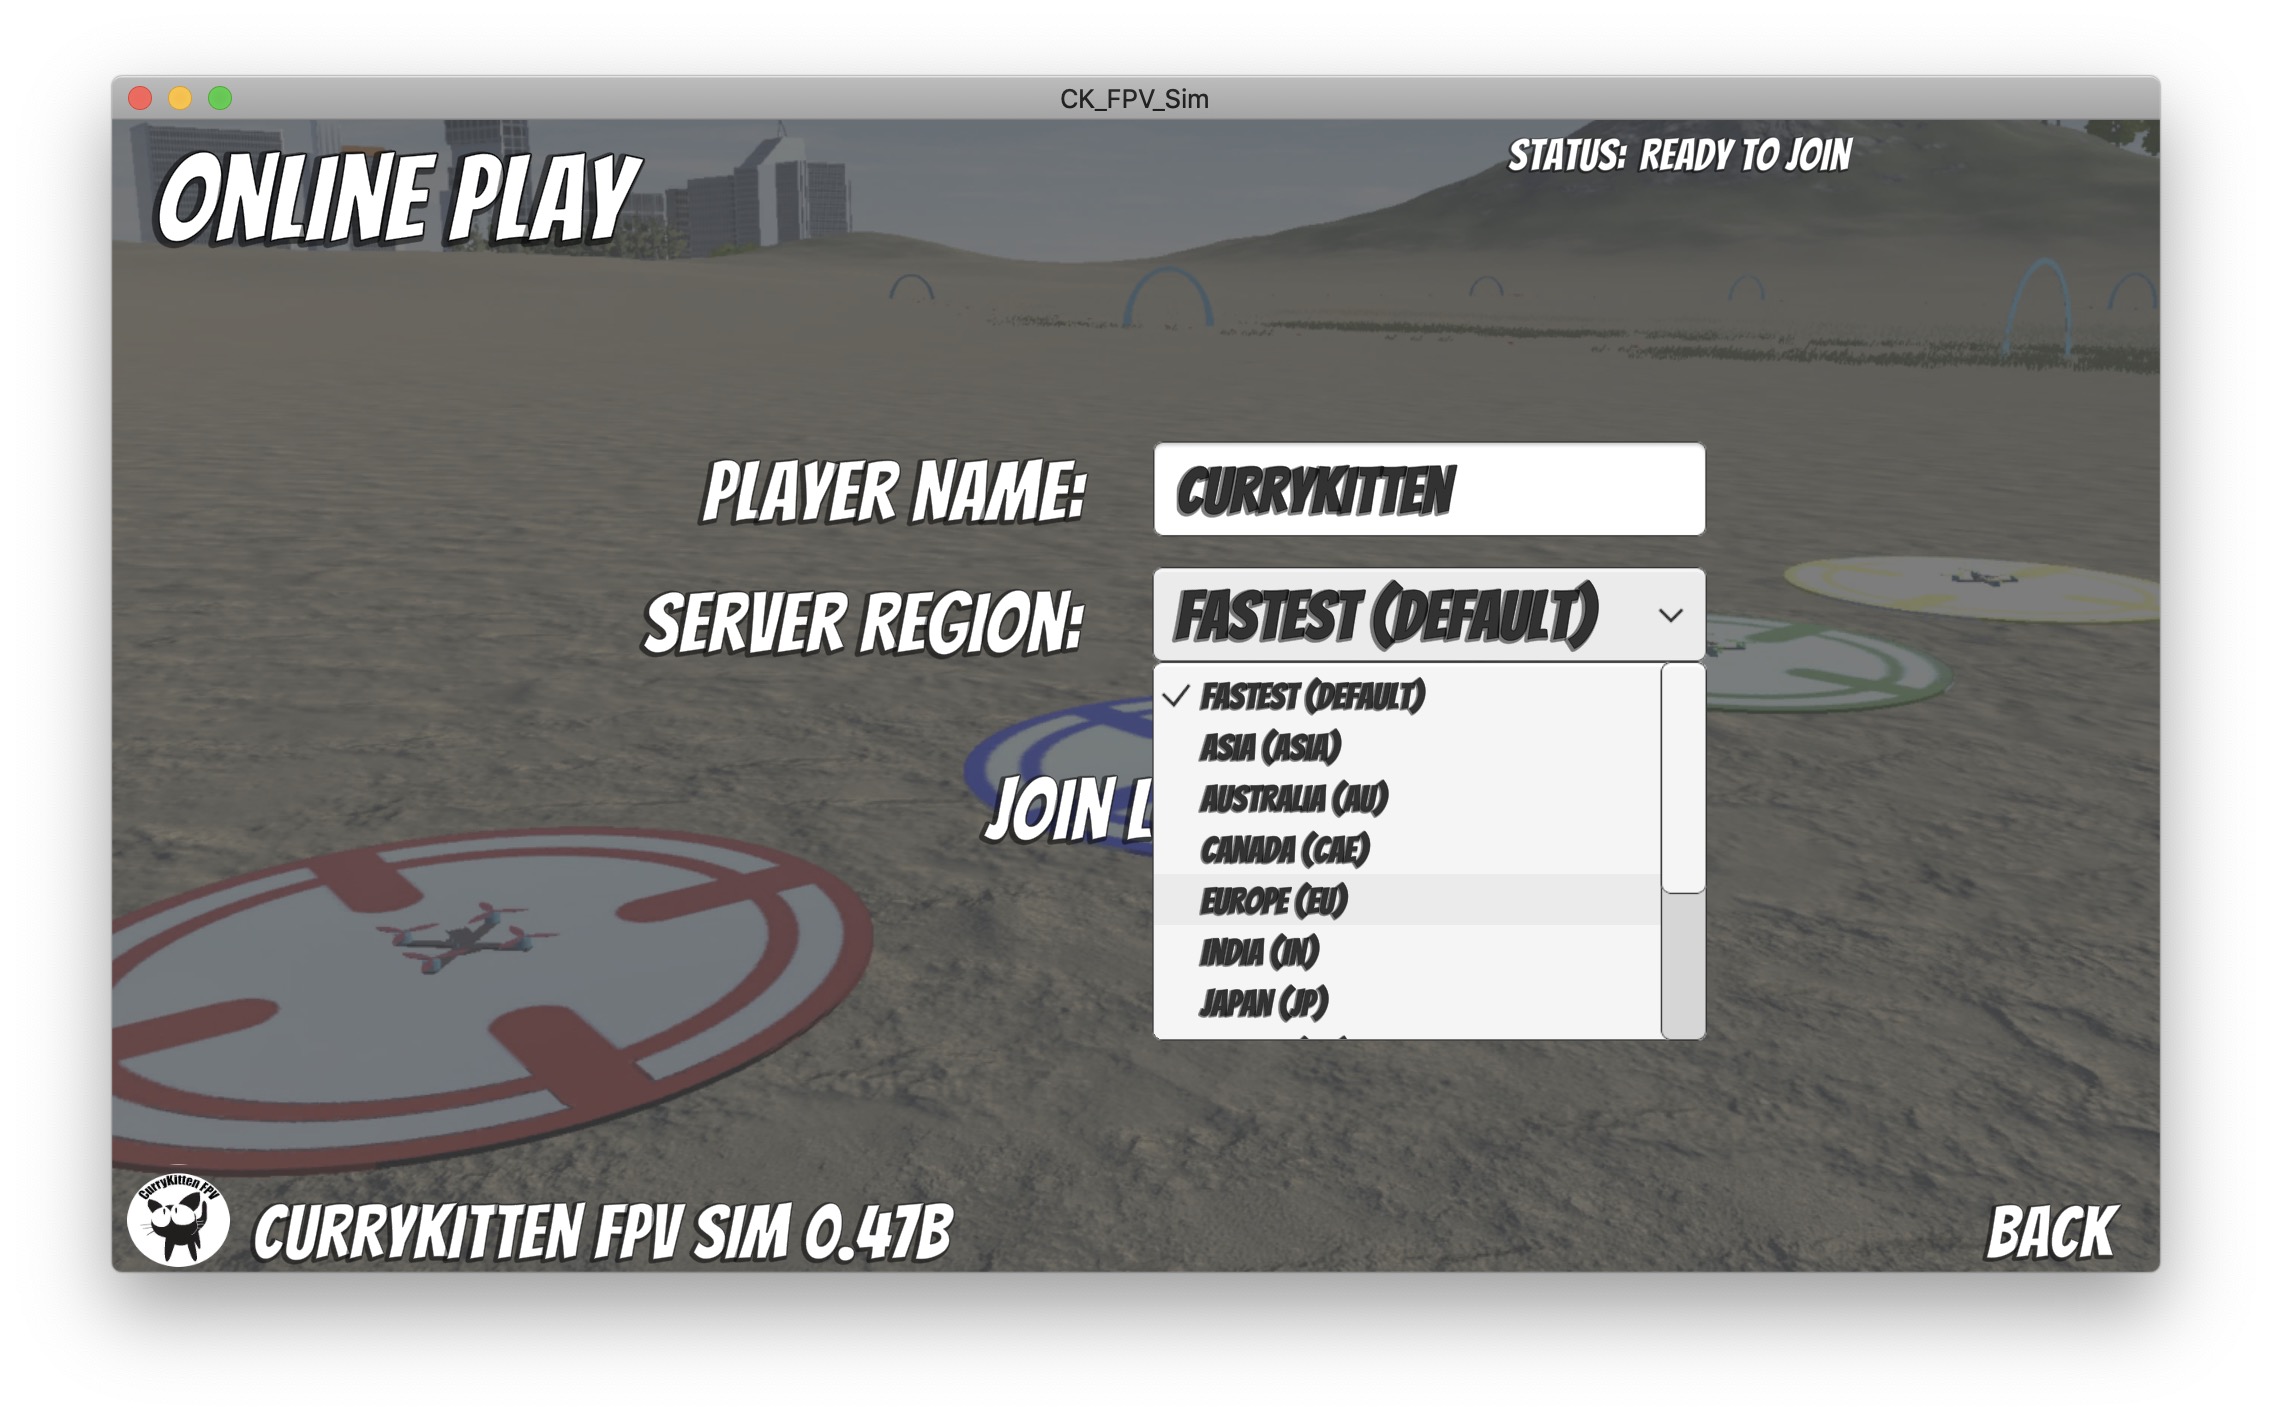 CK_FPV_Sim
ONLINE PLAY
STATUS: READY TO JOIN
PLAYER NAME:
CURRYKITTEN
SERVER REGION:
FASTEST (DEFAULT)
FASTEST (DEFAULT)
ASIA (ASIA)
AUSTRALIA (AU)
CANADA (CAE)
EUROPE (EU)
INDIA (IN)
JAPAN (JP)
JOIN L
CurryKitten FPV
CURRYKITTEN FPV SIM 0.47B
BACK